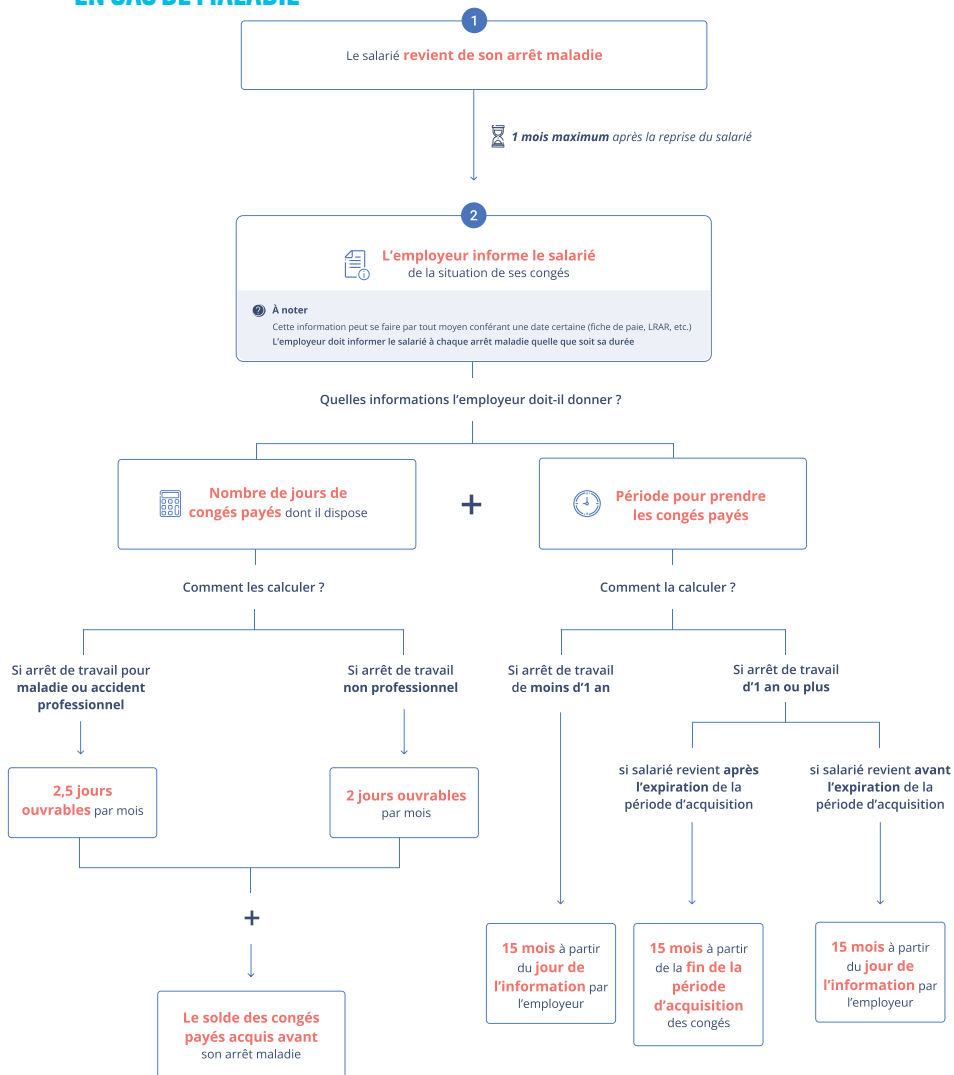 EN CAS DE MALADIE
1
Le salarié revient de son arrêt maladie
1 mois maximum après la reprise du salarié
2
L’employeur informe le salarié
de la situation de ses congés
? À noter
Cette information peut se faire par tout moyen conférant une date certaine (fiche de paie, LRAR, etc.)
L’employeur doit informer le salarié à chaque arrêt maladie quelle que soit sa durée
Quelles informations l’employeur doit-il donner ?
Nombre de jours de
congés payés dont il dispose
+
Période pour prendre
les congés payés
Comment les calculer ?
Comment la calculer ?
Si arrêt de travail pour
maladie ou accident
professionnel
Si arrêt de travail
non professionnel
Si arrêt de travail
de moins d’1 an
Si arrêt de travail
d’1 an ou plus
si salarié revient après
l’expiration de la
période d’acquisition
si salarié revient avant
l’expiration de la
période d’acquisition
2,5 jours
ouvrables par mois
2 jours ouvrables
par mois
+
15 mois à partir
du jour de
l’information par
l’employeur
15 mois à partir
de la fin de la
période
d’acquisition
des congés
15 mois à partir
du jour de
l’information par
l’employeur
Le solde des congés
payés acquis avant
son arrêt maladie